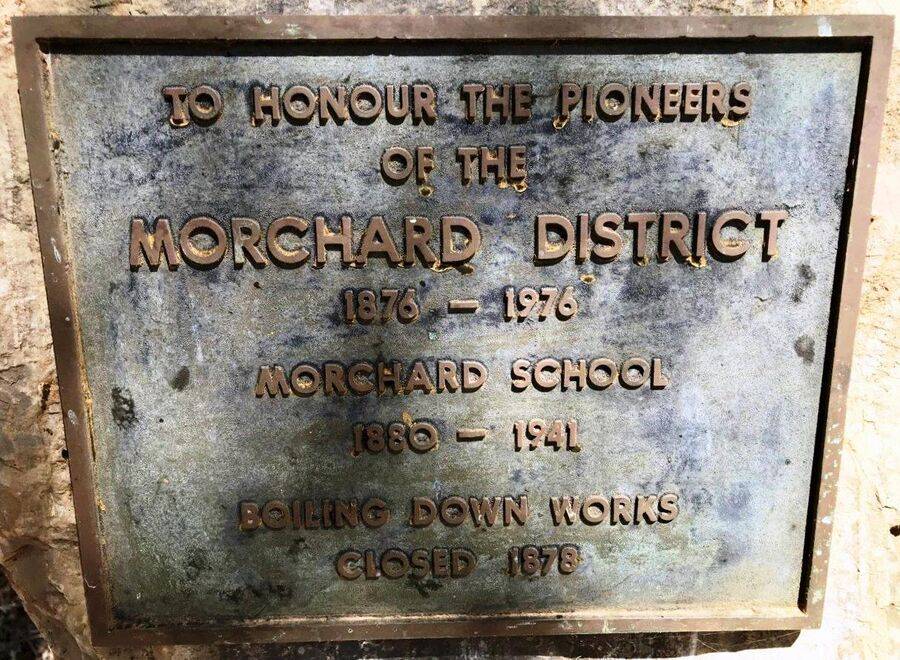 TO HONOUR THE PIONEERS
OF THE
MORCHARD DISTRICT
1876 – 1976
MORCHARD SCHOOL
1880 – 1941
BOILING DOWN WORKS
CLOSED 1878